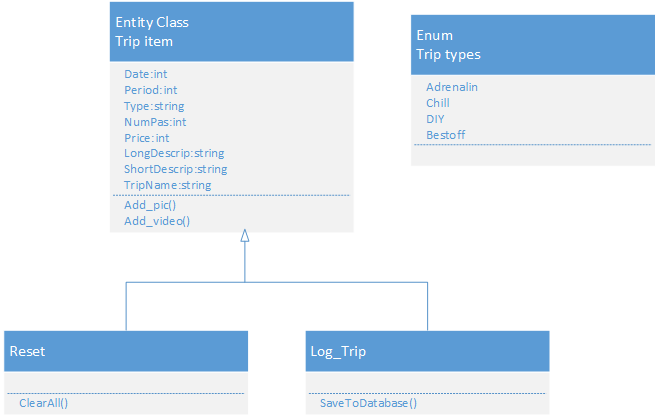 Entity Class
Trip item
Date:int
Period:int
Type:string
NumPas:int
Price:int
LongDescrip:string
ShortDescrip:string
TripName:string
Add_pic()
Add_video()
Enum
Trip types
Adrenalin
Chill
DIY
Bestoff
Reset
ClearAll()
Log_Trip
SaveToDatabase()